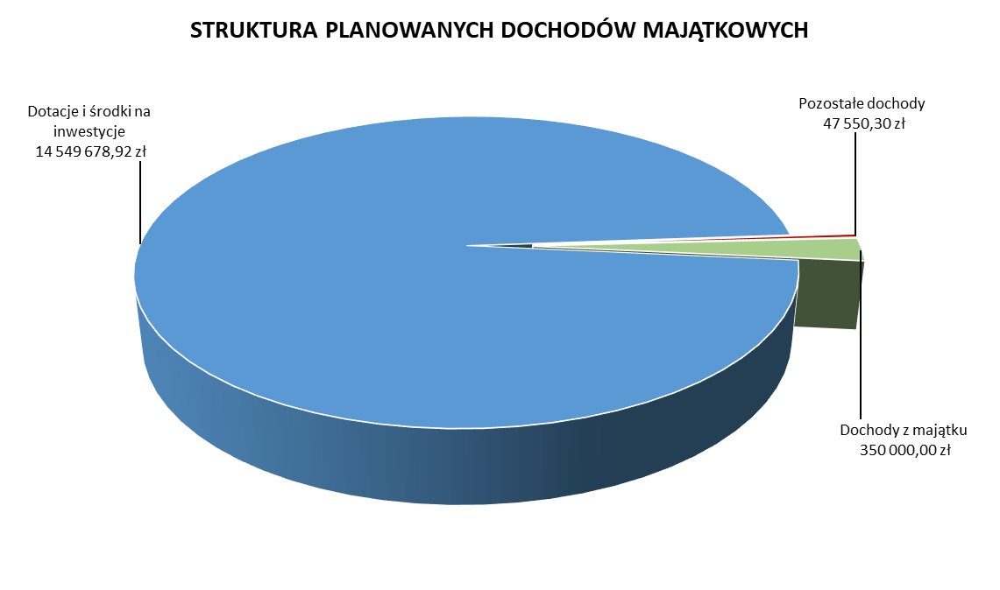 STRUKTURA PLANOWANYCH DOCHODÓW MAJĄTKOWYCH
Dotacje i środki na
inwestycje
14 549 678,92 zł
Pozostałe dochody
47 550,30 zł
Dochody z majątku
350 000,00 zł